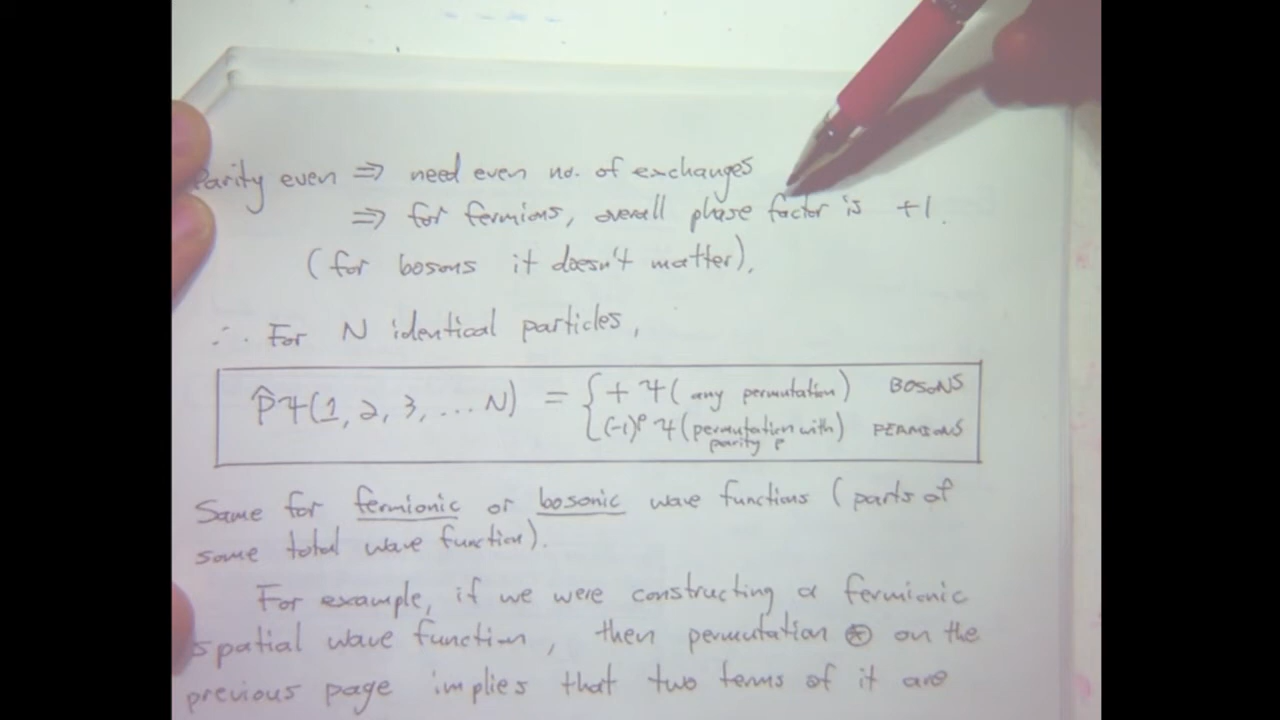 Parity even ⇒ need even no. of exchanges
⇒ for fermions, overall phase factor is +1.
(for bosons it doesn't matter).
∴ For N identical particles,
P̂Ψ(1, 2, 3, ... N) = { + Ψ(any permutation) BOSONS
(-1)^p Ψ(permutation with parity p) FERMIONS
Same for fermionic or bosonic wave functions (parts of
some total wave function).
For example, if we were constructing a fermionic
spatial wave function, then permutation ⊛ on the
previous page implies that two terms of it are